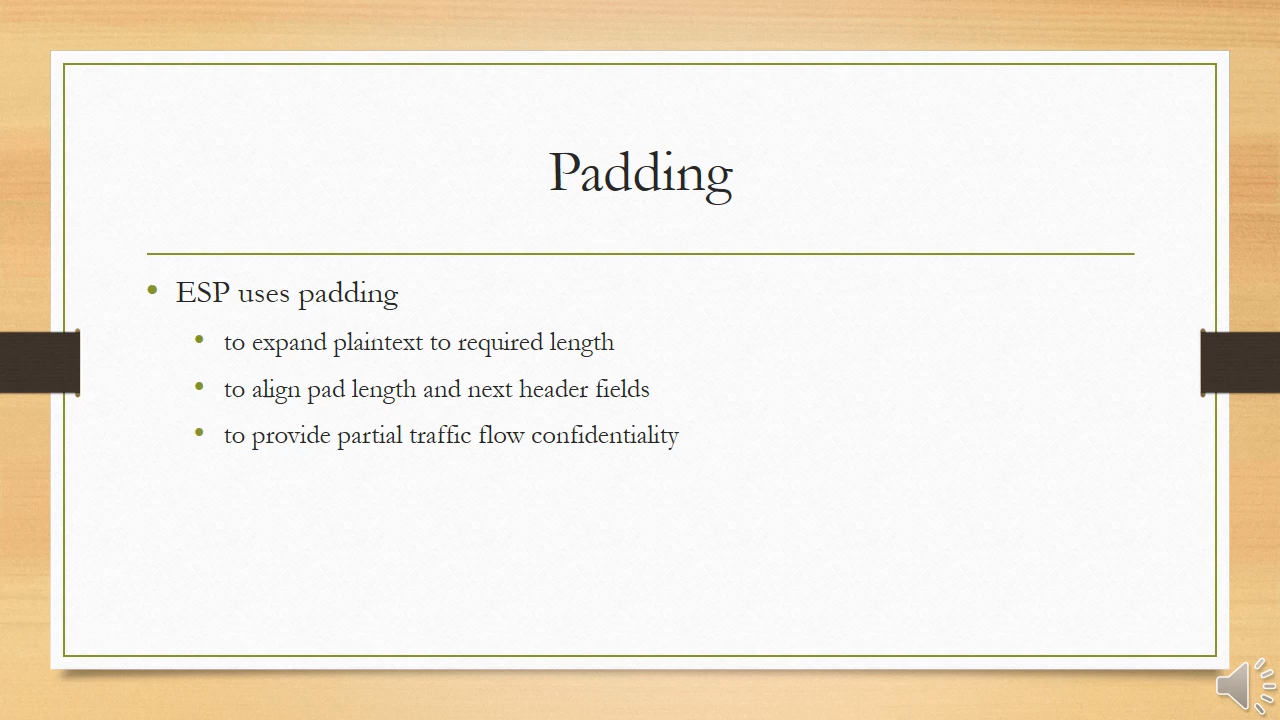 Padding
• ESP uses padding
• to expand plaintext to required length
• to align pad length and next header fields
• to provide partial traffic flow confidentiality